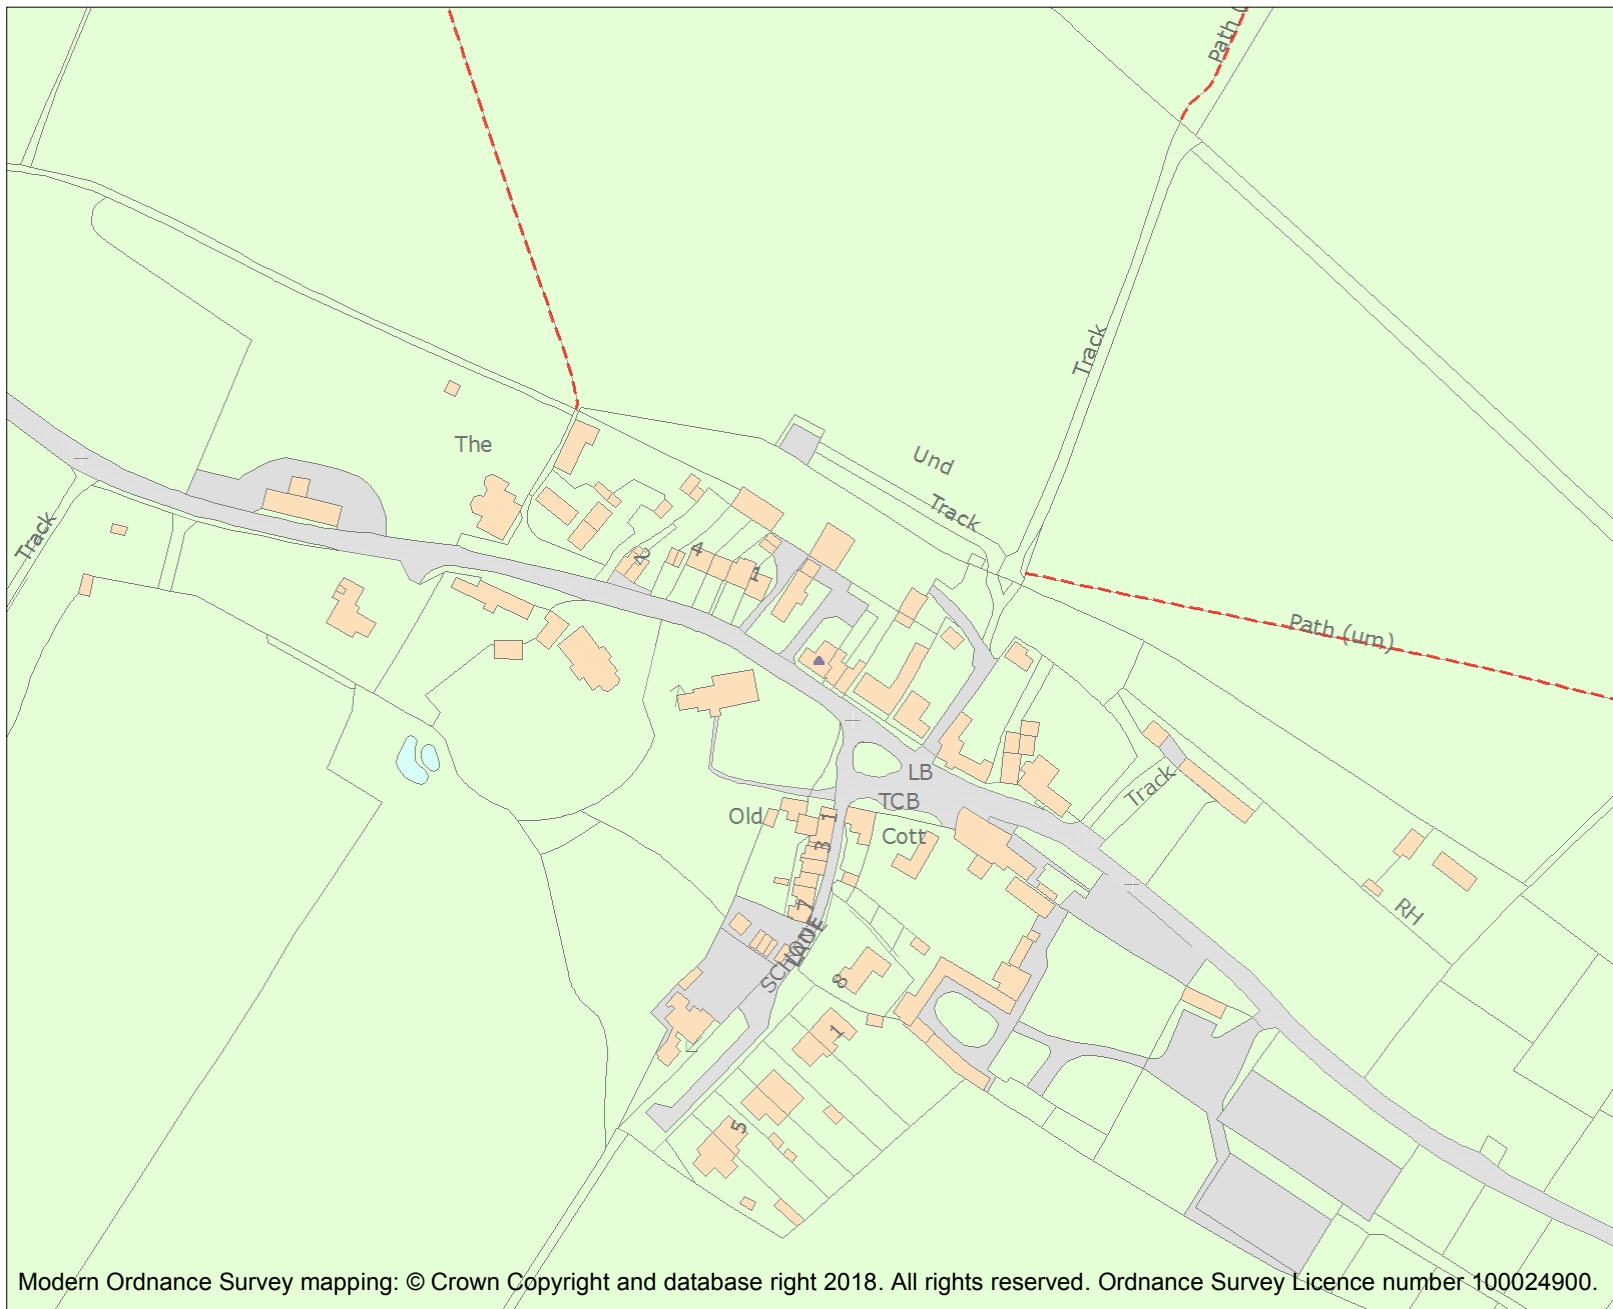 Path (
Track
The
Und
Track
Track
2
4
1
Path (um)
LB
TCB
Track
Old
1
Cott
3
7
RH
SCHOOL
LANE
8
1
5
Modern Ordnance Survey mapping: © Crown Copyright and database right 2018. All rights reserved. Ordnance Survey Licence number 100024900.